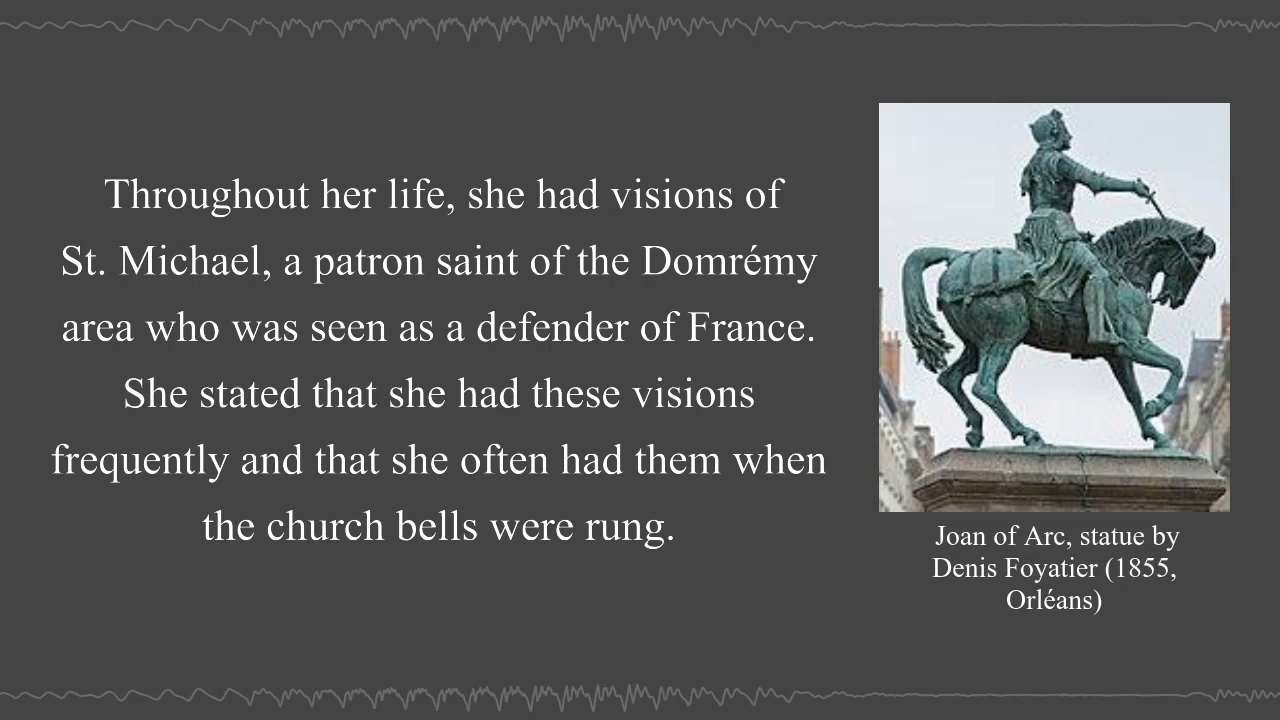 Throughout her life, she had visions of
St. Michael, a patron saint of the Domrémy
area who was seen as a defender of France.
She stated that she had these visions
frequently and that she often had them when
the church bells were rung.
Joan of Arc, statue by
Denis Foyatier (1855,
Orléans)